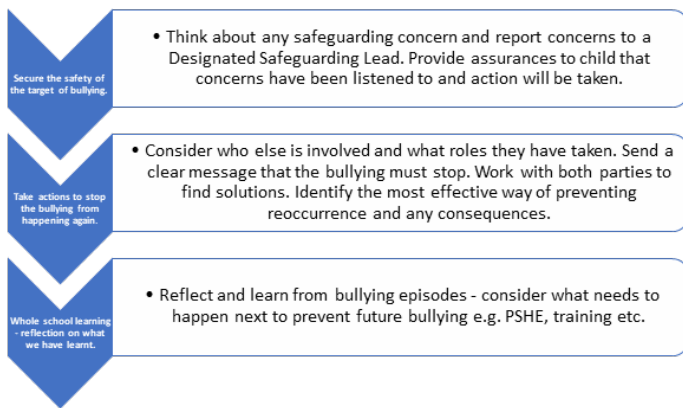 Secure the safety of
the target of bullying.
• Think about any safeguarding concern and report concerns to a
Designated Safeguarding Lead. Provide assurances to child that
concerns have been listened to and action will be taken.
Take actions to stop
the bullying from
happening again.
• Consider who else is involved and what roles they have taken. Send a
clear message that the bullying must stop. Work with both parties to
find solutions. Identify the most effective way of preventing
reoccurrence and any consequences.
Whole school learning
- reflection on what
we have learnt.
• Reflect and learn from bullying episodes - consider what needs to
happen next to prevent future bullying e.g. PSHE, training etc.